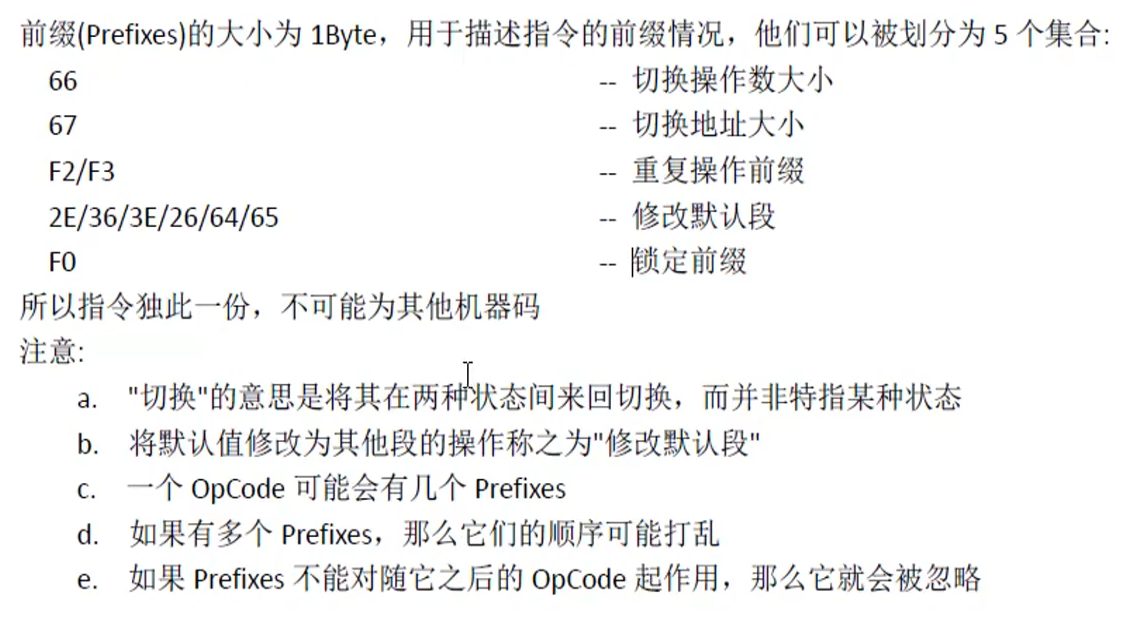 前缀(Prefixes)的大小为 1Byte，用于描述指令的前缀情况，他们可以被划分为 5 个集合:
66 -- 切换操作数大小
67 -- 切换地址大小
F2/F3 -- 重复操作前缀
2E/36/3E/26/64/65 -- 修改默认段
F0 -- 锁定前缀
所以指令独此一份，不可能为其他机器码
注意:
a. "切换"的意思是将其在两种状态间来回切换，而并非特指某种状态
b. 将默认值修改为其他段的操作称之为"修改默认段"
c. 一个 OpCode 可能会有几个 Prefixes
d. 如果有多个 Prefixes，那么它们的顺序可能打乱
e. 如果 Prefixes 不能对随它之后的 OpCode 起作用，那么它就会被忽略